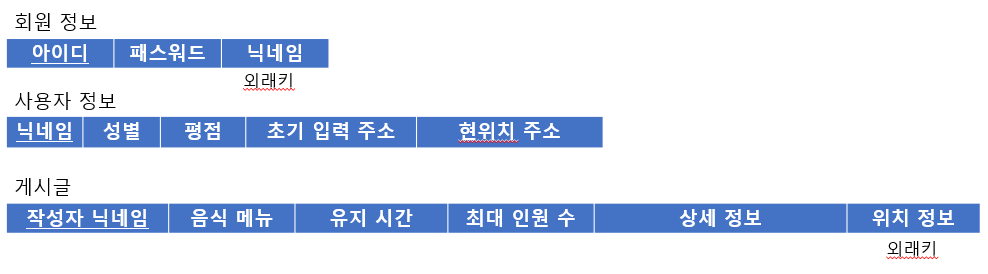 회원 정보
아이디 패스워드 닉네임
외래키
사용자 정보
닉네임 성별 평점 초기 입력 주소 현위치 주소
게시글
작성자 닉네임 음식 메뉴 유지 시간 최대 인원 수 상세 정보 위치 정보
외래키